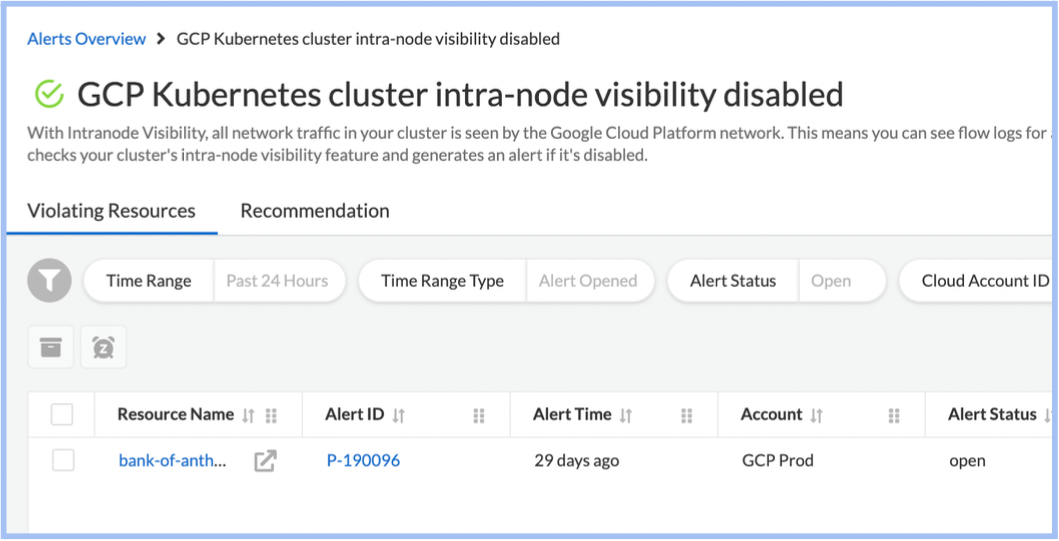 Alerts Overview > GCP Kubernetes cluster intra-node visibility disabled
GCP Kubernetes cluster intra-node visibility disabled
With Intranode Visibility, all network traffic in your cluster is seen by the Google Cloud Platform network. This means you can see flow logs for
checks your cluster's intra-node visibility feature and generates an alert if it's disabled.
Violating Resources Recommendation
Time Range Past 24 Hours Time Range Type Alert Opened Alert Status Open Cloud Account ID
Resource Name Alert ID Alert Time Account Alert Status
bank-of-anth... P-190096 29 days ago GCP Prod open